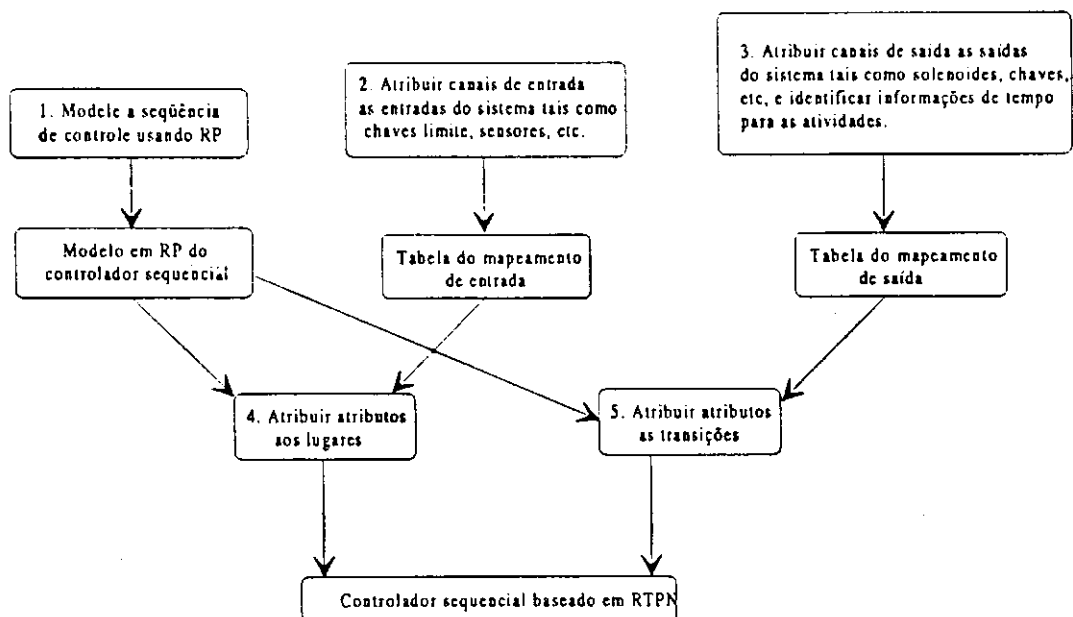 1. Modele a seqüência
de controle usando RP
2. Atribuir canais de entrada
as entradas do sistema tais como
chaves limite, sensores, etc.
3. Atribuir canais de saída as saídas
do sistema tais como solenoides, chaves,
etc, e identificar informações de tempo
para as atividades.
Modelo em RP do
controlador sequencial
Tabela do mapeamento
de entrada
Tabela do mapeamento
de saída
4. Atribuir atributos
aos lugares
5. Atribuir atributos
as transições
Controlador sequencial baseado em RTPN